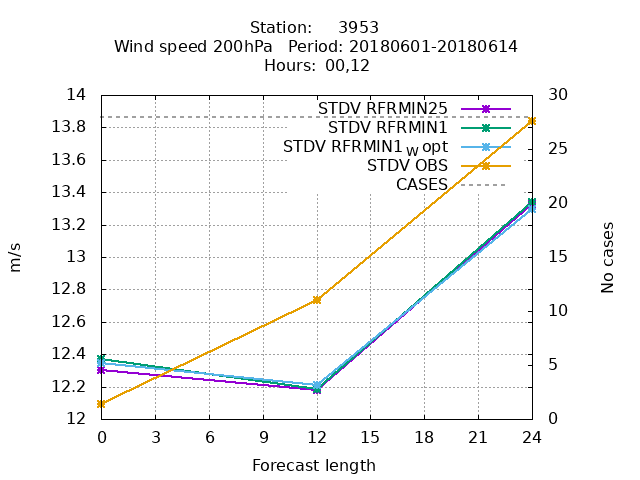 Station: 3953
Wind speed 200hPa Period: 20180601-20180614
Hours: 00,12
14
13.8
13.6
13.4
13.2
13
12.8
12.6
12.4
12.2
12
30
25
20
15
10
5
0
STDV RFRMIN25
STDV RFRMIN1
STDV RFRMIN1wopt
STDV OBS
CASES
m/s
No cases
0 3 6 9 12 15 18 21 24
Forecast length